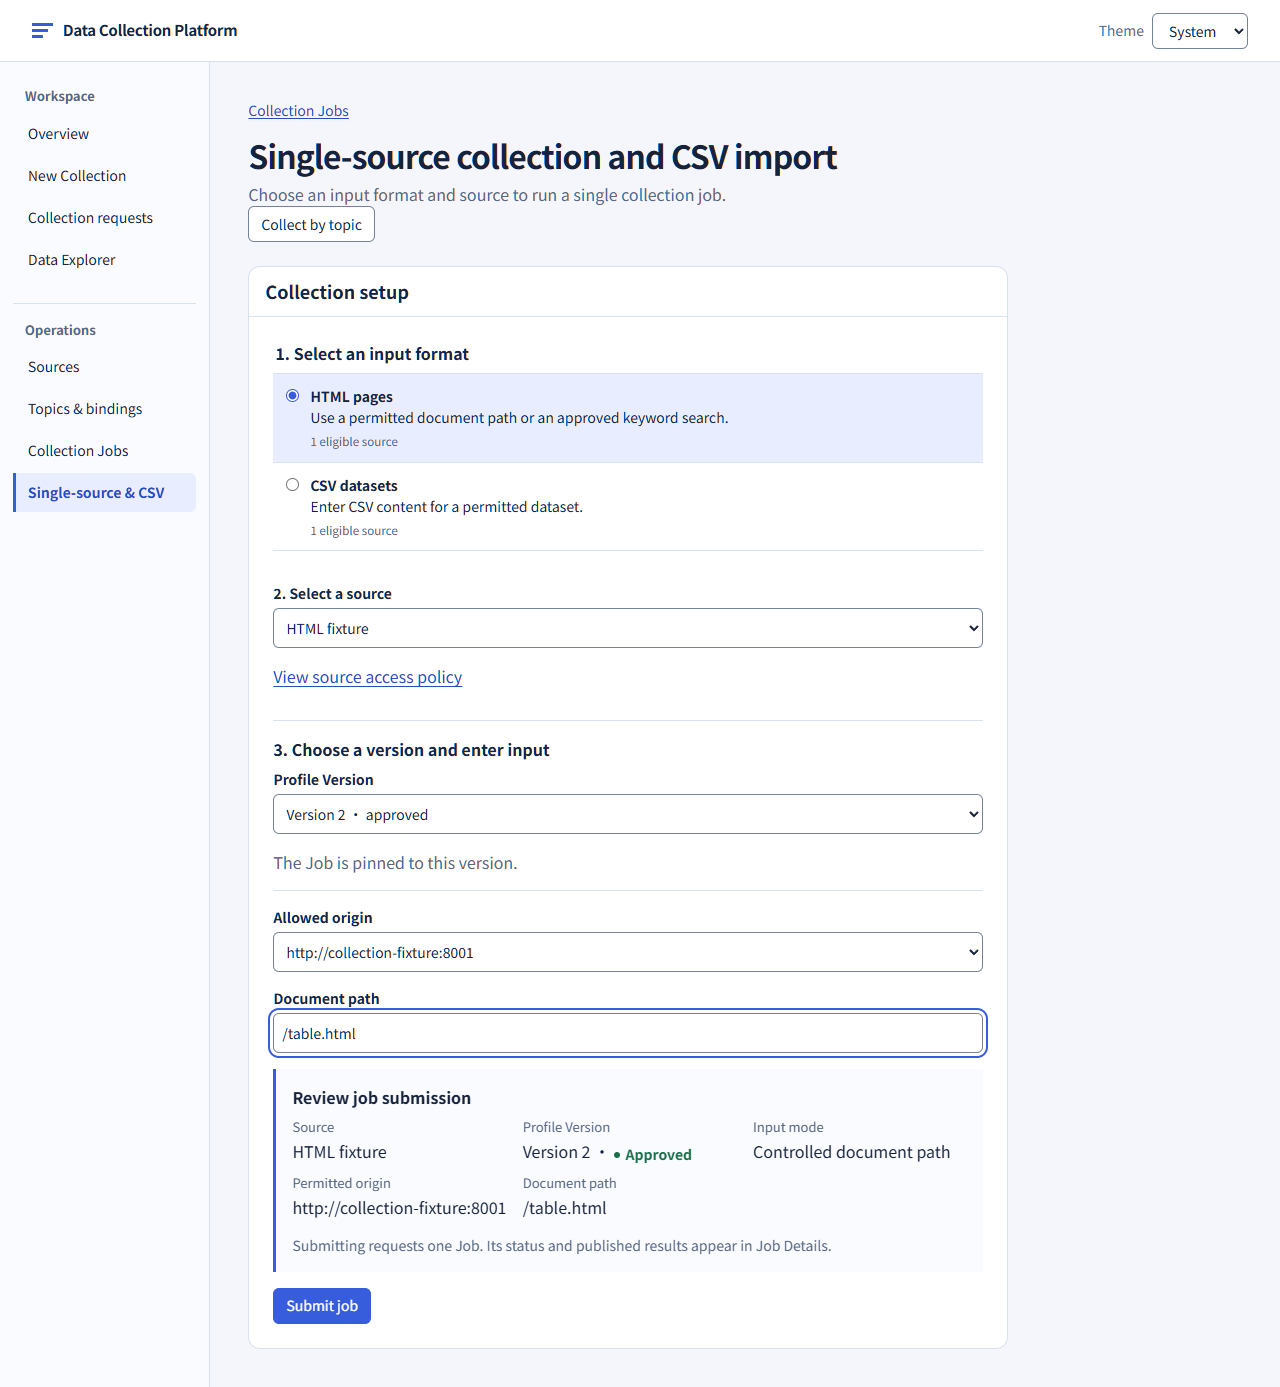 Data Collection Platform
Theme
System
Workspace
Overview
New Collection
Collection requests
Data Explorer
Operations
Sources
Topics & bindings
Collection Jobs
Single-source & CSV
Collection Jobs
Single-source collection and CSV import
Choose an input format and source to run a single collection job.
Collect by topic
Collection setup
1. Select an input format
HTML pages
Use a permitted document path or an approved keyword search.
1 eligible source
CSV datasets
Enter CSV content for a permitted dataset.
1 eligible source
2. Select a source
HTML fixture
View source access policy
3. Choose a version and enter input
Profile Version
Version 2 ・ approved
The Job is pinned to this version.
Allowed origin
http://collection-fixture:8001
Document path
/table.html
Review job submission
Source Profile Version Input mode
HTML fixture Version 2 ・ • Approved Controlled document path
Permitted origin Document path
http://collection-fixture:8001 /table.html
Submitting requests one Job. Its status and published results appear in Job Details.
Submit job